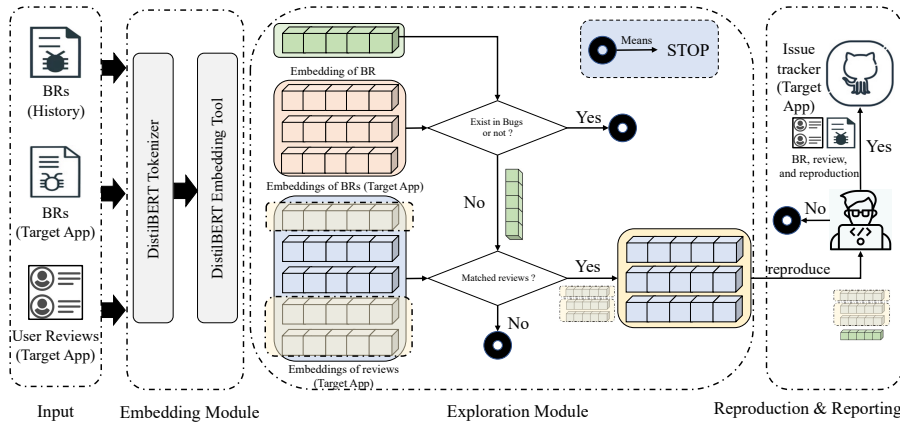 BRs
(History)
BRs
(Target App)
User Reviews
(Target App)
Input
DistilBERT Tokenizer
DistilBERT Embedding Tool
Embedding Module
Embedding of BR
Means
STOP
Exist in Bugs
or not ?
Yes
Embeddings of BRs (Target App)
No
Matched reviews ?
Yes
No
Embeddings of reviews
(Target App)
Exploration Module
Issue
tracker
(Target
App)
BR, review,
and reproduction
Yes
No
reproduce
Reproduction & Reporting